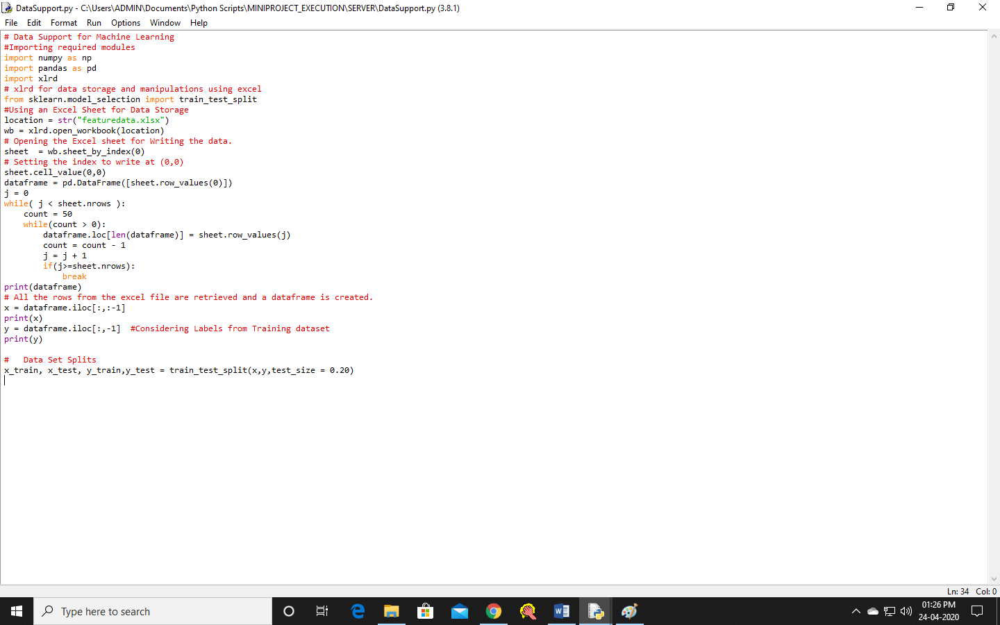 DataSupport.py - C:\Users\ADMIN\Documents\Python Scripts\MINIPROJECT_EXECUTION\SERVER\DataSupport.py (3.8.1)
File Edit Format Run Options Window Help
# Data Support for Machine Learning
#Importing required modules
import numpy as np
import pandas as pd
import xlrd
# xlrd for data storage and manipulations using excel
from sklearn.model_selection import train_test_split
#Using an Excel Sheet for Data Storage
location = str("featuredata.xlsx")
wb = xlrd.open_workbook(location)
# Opening the Excel sheet for Writing the data.
sheet  = wb.sheet_by_index(0)
# Setting the index to write at (0,0)
sheet.cell_value(0,0)
dataframe = pd.DataFrame([sheet.row_values(0)])
j = 0
while( j < sheet.nrows ):
    count = 50
    while(count > 0):
        dataframe.loc[len(dataframe)] = sheet.row_values(j)
        count = count - 1
        j = j + 1
        if(j>=sheet.nrows):
            break
print(dataframe)
# All the rows from the excel file are retrieved and a dataframe is created.
x = dataframe.iloc[:,:-1]
print(x)
y = dataframe.iloc[:,-1]  #Considering Labels from Training dataset
print(y)
#   Data Set Splits
x_train, x_test, y_train,y_test = train_test_split(x,y,test_size = 0.20)
Ln: 34 Col: 0
Type here to search
01:26 PM
24-04-2020